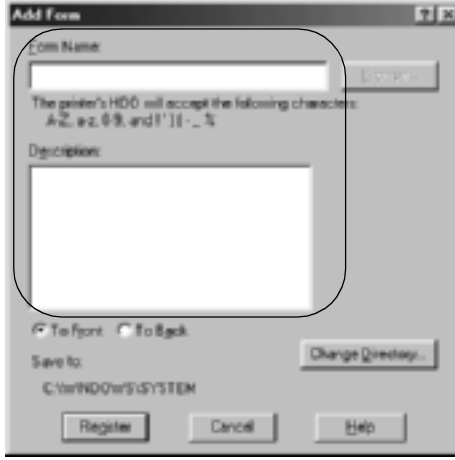 Add Form
Form Name:
Browse...
The printer's HDD will accept the following characters:
A-Z, a-z, 0-9, and ! ' ) ( - _ %
Description:
To Front To Back
Save to:
Change Directory...
C:\WINDOWS\SYSTEM
Register Cancel Help